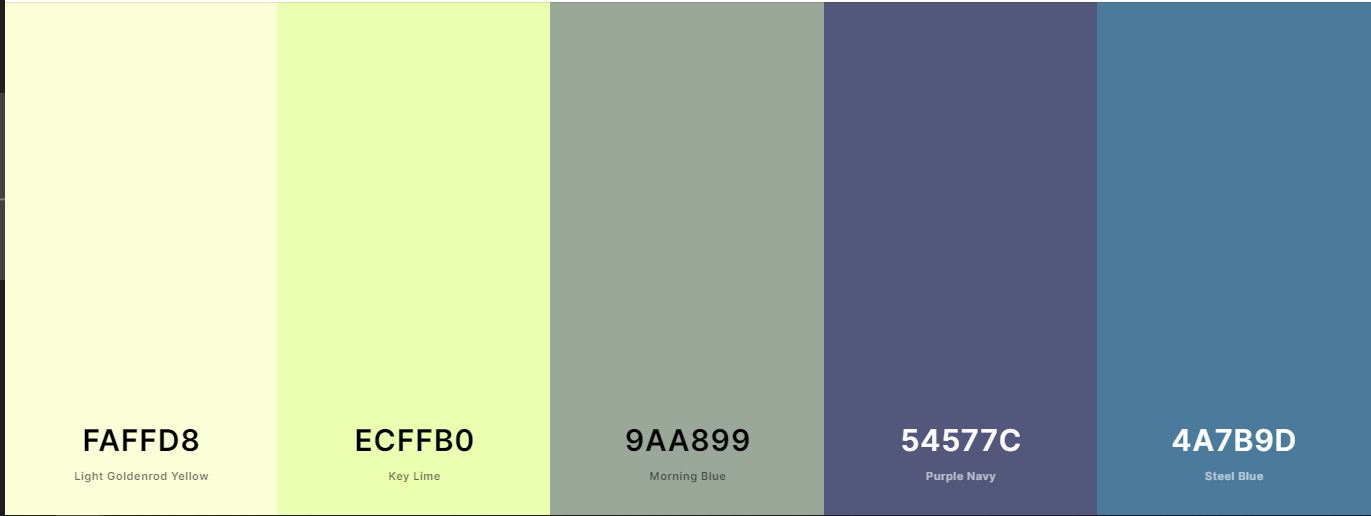 FAFFD8
Light Goldenrod Yellow
ECFFB0
Key Lime
9AA899
Morning Blue
54577C
Purple Navy
4A7B9D
Steel Blue